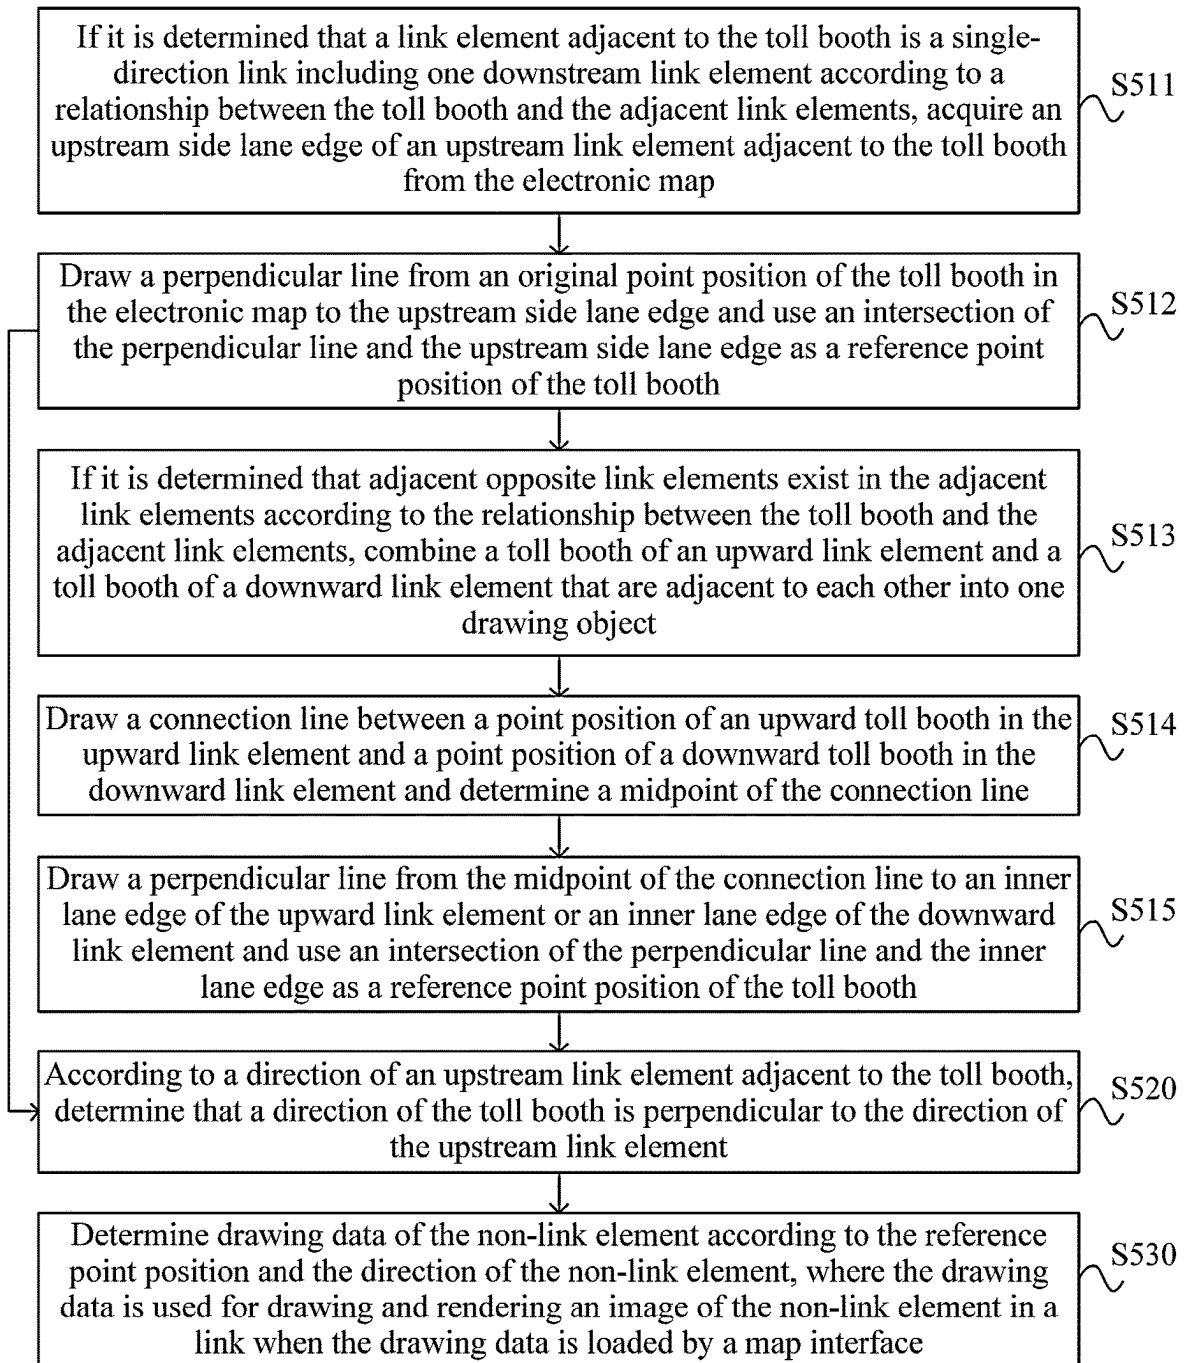 If it is determined that a link element adjacent to the toll booth is a single-
direction link including one downstream link element according to a
relationship between the toll booth and the adjacent link elements, acquire an
upstream side lane edge of an upstream link element adjacent to the toll booth
from the electronic map
S511
Draw a perpendicular line from an original point position of the toll booth in
the electronic map to the upstream side lane edge and use an intersection of
the perpendicular line and the upstream side lane edge as a reference point
position of the toll booth
S512
If it is determined that adjacent opposite link elements exist in the adjacent
link elements according to the relationship between the toll booth and the
adjacent link elements, combine a toll booth of an upward link element and a
toll booth of a downward link element that are adjacent to each other into one
drawing object
S513
Draw a connection line between a point position of an upward toll booth in the
upward link element and a point position of a downward toll booth in the
downward link element and determine a midpoint of the connection line
S514
Draw a perpendicular line from the midpoint of the connection line to an inner
lane edge of the upward link element or an inner lane edge of the downward
link element and use an intersection of the perpendicular line and the inner
lane edge as a reference point position of the toll booth
S515
According to a direction of an upstream link element adjacent to the toll booth,
determine that a direction of the toll booth is perpendicular to the direction of
the upstream link element
S520
Determine drawing data of the non-link element according to the reference
point position and the direction of the non-link element, where the drawing
data is used for drawing and rendering an image of the non-link element in a
link when the drawing data is loaded by a map interface
S530